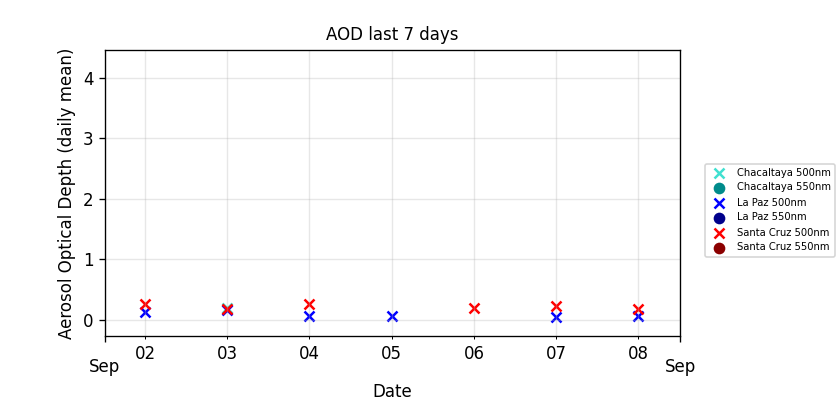 AOD last 7 days
Aerosol Optical Depth (daily mean)
4
3
2
1
0
02 03 04 05 06 07 08
Sep Sep
Date
Chacaltaya 500nm
Chacaltaya 550nm
La Paz 500nm
La Paz 550nm
Santa Cruz 500nm
Santa Cruz 550nm